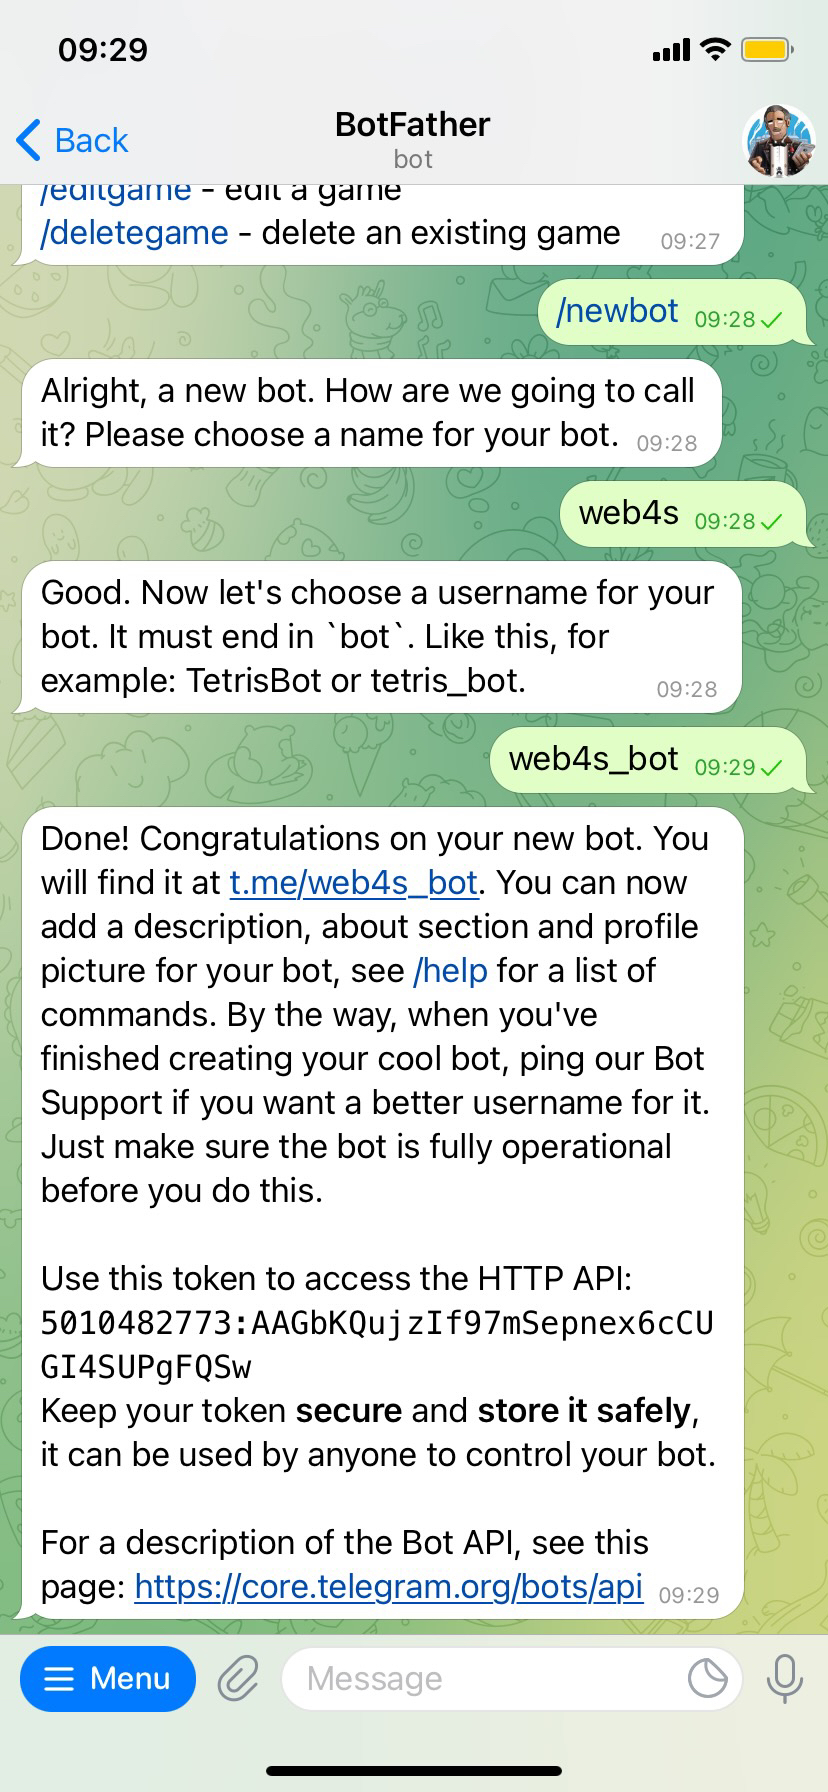 09:29
Back
BotFather
bot
/editgame - edit a game
/deletegame - delete an existing game 09:27
/newbot 09:28
Alright, a new bot. How are we going to call
it? Please choose a name for your bot. 09:28
web4s 09:28
Good. Now let's choose a username for your
bot. It must end in `bot`. Like this, for
example: TetrisBot or tetris_bot. 09:28
web4s_bot 09:29
Done! Congratulations on your new bot. You
will find it at t.me/web4s_bot. You can now
add a description, about section and profile
picture for your bot, see /help for a list of
commands. By the way, when you've
finished creating your cool bot, ping our Bot
Support if you want a better username for it.
Just make sure the bot is fully operational
before you do this.
Use this token to access the HTTP API:
5010482773:AAGbKQujzIf97mSepnex6cCU
GI4SUPgFQSw
Keep your token secure and store it safely,
it can be used by anyone to control your bot.
For a description of the Bot API, see this
page: https://core.telegram.org/bots/api 09:29
Menu
Message